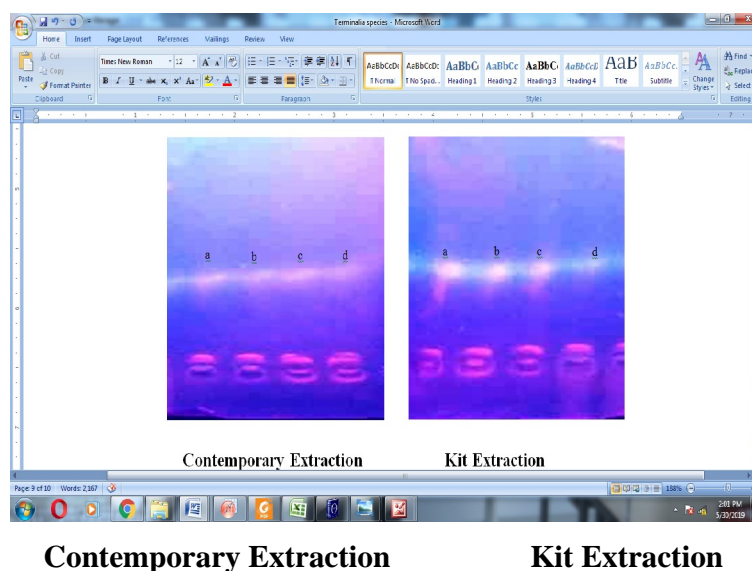 Terminalia species - Microsoft Word
Home Insert Page Layout References Mailings Review View
Cut
Copy
Format Painter
Paste
Clipboard
Times New Roman 12
Font
Paragraph
AaBbCcDc AaBbCcDc AaBbC AaBbCc AaBbC AaBbCcD AaB AaBbCc.
¶ Normal ¶ No Spaci... Heading 1 Heading 2 Heading 3 Heading 4 Title Subtitle
Change Styles
Styles
Find
Replac
Select
Editing
a b c d
a b c d
Contemporary Extraction Kit Extraction
Page: 9 of 10 Words: 2,167
138%
2:01 PM
5/30/2019
Contemporary Extraction Kit Extraction